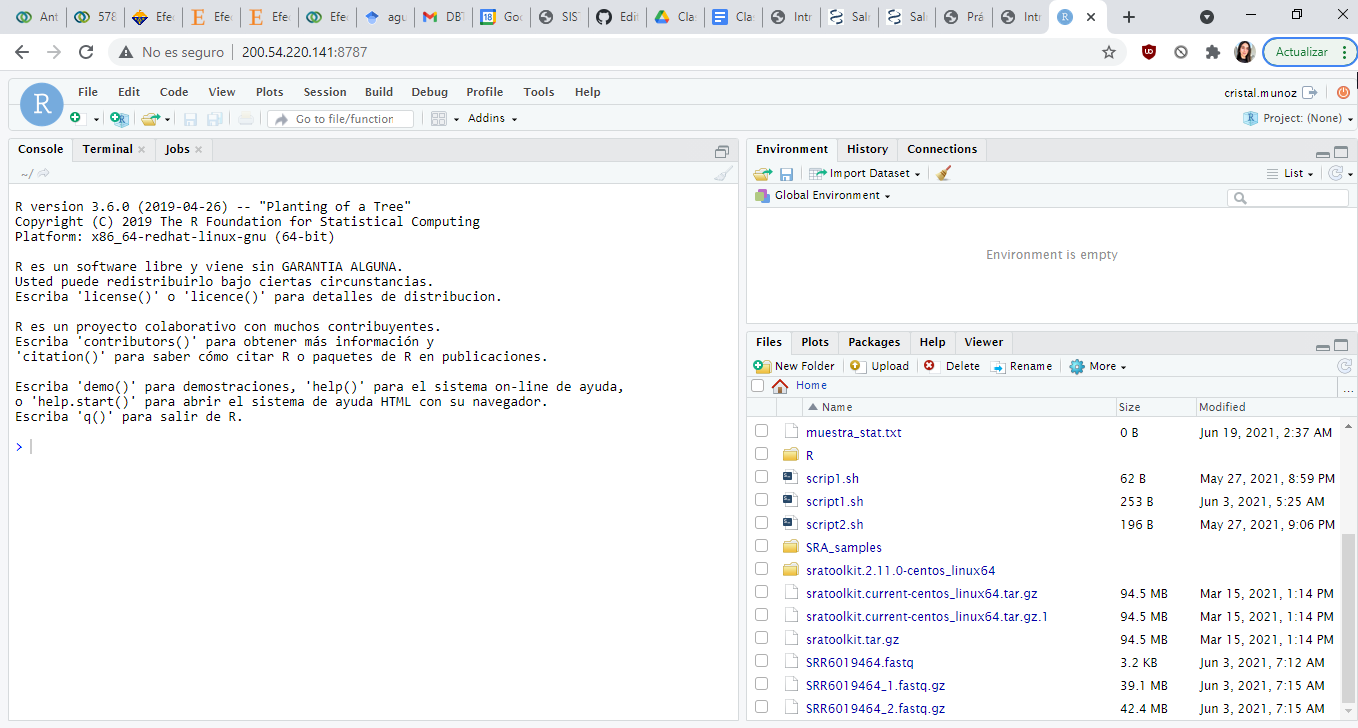 Ant
578
Efec
Efec
Efec
Efec
agu
DBT
Goo
SIS
Edit
Clas
Clas
Intr
Salr
Salr
Prá
Intr
R
No es seguro
200.54.220.141:8787
Actualizar
R
File Edit Code View Plots Session Build Debug Profile Tools Help
cristal.munoz
Go to file/function
Addins
Project: (None)
Console Terminal Jobs
~/
R version 3.6.0 (2019-04-26) -- "Planting of a Tree"
Copyright (C) 2019 The R Foundation for Statistical Computing
Platform: x86_64-redhat-linux-gnu (64-bit)
R es un software libre y viene sin GARANTIA ALGUNA.
Usted puede redistribuirlo bajo ciertas circunstancias.
Escriba 'license()' o 'licence()' para detalles de distribucion.
R es un proyecto colaborativo con muchos contribuyentes.
Escriba 'contributors()' para obtener más información y
'citation()' para saber cómo citar R o paquetes de R en publicaciones.
Escriba 'demo()' para demostraciones, 'help()' para el sistema on-line de ayuda,
o 'help.start()' para abrir el sistema de ayuda HTML con su navegador.
Escriba 'q()' para salir de R.
>
Environment History Connections
Import Dataset
List
Global Environment
Environment is empty
Files Plots Packages Help Viewer
New Folder Upload Delete Rename More
Home
...
Name Size Modified
muestra_stat.txt 0 B Jun 19, 2021, 2:37 AM
R
scrip1.sh 62 B May 27, 2021, 8:59 PM
script1.sh 253 B Jun 3, 2021, 5:25 AM
script2.sh 196 B May 27, 2021, 9:06 PM
SRA_samples
sratoolkit.2.11.0-centos_linux64
sratoolkit.current-centos_linux64.tar.gz 94.5 MB Mar 15, 2021, 1:14 PM
sratoolkit.current-centos_linux64.tar.gz.1 94.5 MB Mar 15, 2021, 1:14 PM
sratoolkit.tar.gz 94.5 MB Mar 15, 2021, 1:14 PM
SRR6019464.fastq 3.2 KB Jun 3, 2021, 7:12 AM
SRR6019464_1.fastq.gz 39.1 MB Jun 3, 2021, 7:15 AM
SRR6019464_2.fastq.gz 42.4 MB Jun 3, 2021, 7:15 AM